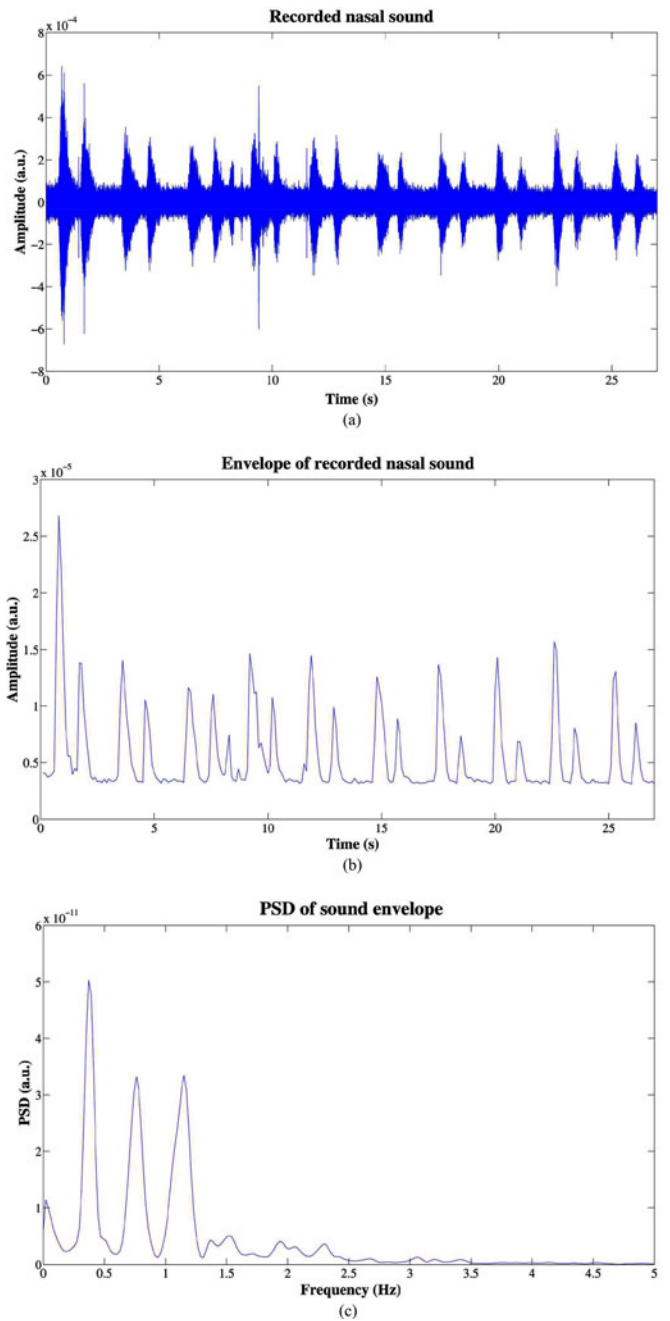 Recorded nasal sound
8 x 10⁻⁴
6
4
2
0
−2
−4
−6
−8
Amplitude (a.u.)
0 5 10 15 20 25
Time (s)
(a)
Envelope of recorded nasal sound
3 x 10⁻⁵
2.5
2
1.5
1
0.5
0
Amplitude (a.u.)
0 5 10 15 20 25
Time (s)
(b)
PSD of sound envelope
6 x 10⁻¹¹
5
4
3
2
1
0
PSD (a.u.)
0 0.5 1 1.5 2 2.5 3 3.5 4 4.5 5
Frequency (Hz)
(c)